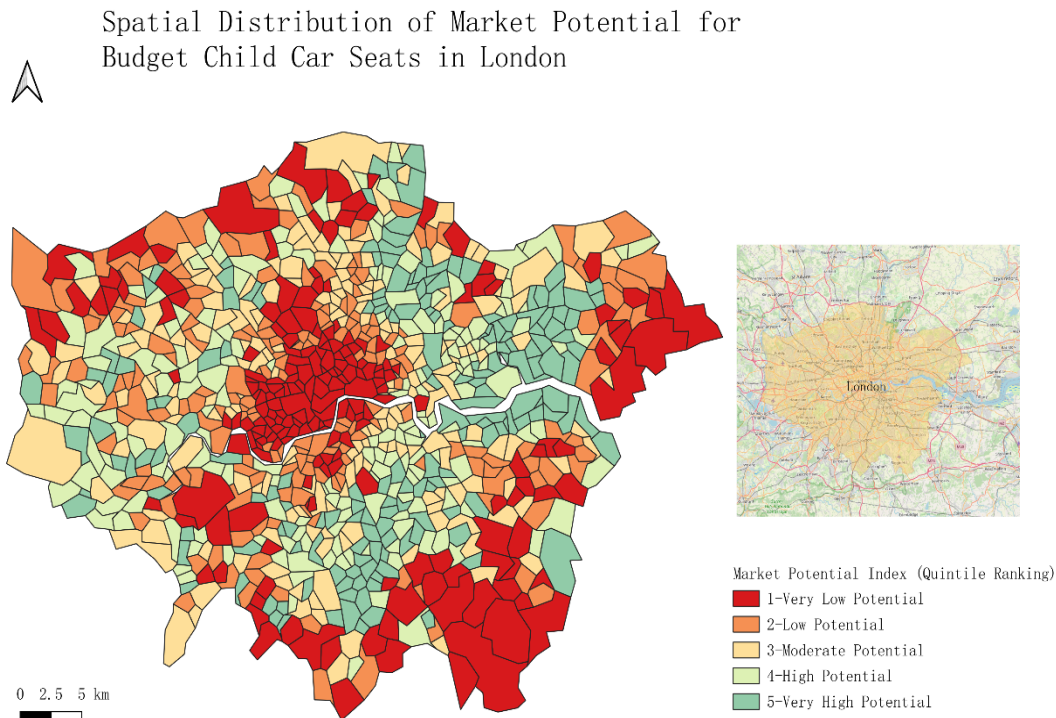 Spatial Distribution of Market Potential for
Budget Child Car Seats in London
London
Market Potential Index (Quintile Ranking)
1-Very Low Potential
2-Low Potential
3-Moderate Potential
4-High Potential
5-Very High Potential
0 2.5 5 km